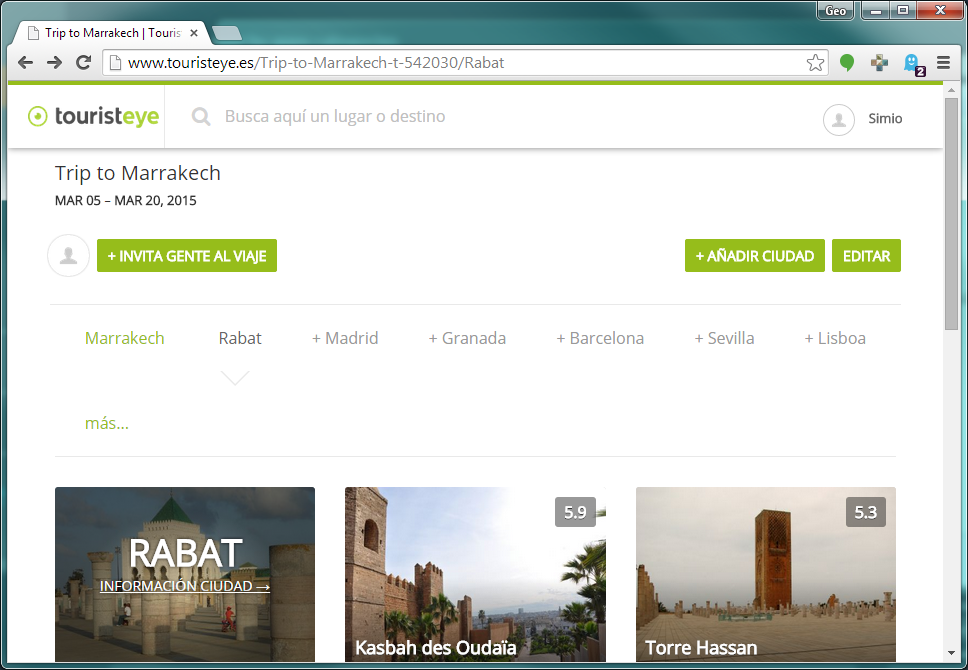 Geo
Trip to Marrakech | Touris
www.touristeye.es/Trip-to-Marrakech-t-542030/Rabat
2
touristeye
Busca aquí un lugar o destino
Simio
Trip to Marrakech
MAR 05 – MAR 20, 2015
+ INVITA GENTE AL VIAJE
+ AÑADIR CIUDAD
EDITAR
Marrakech
Rabat
+ Madrid
+ Granada
+ Barcelona
+ Sevilla
+ Lisboa
más...
RABAT
INFORMACIÓN CIUDAD →
5.9
Kasbah des Oudaïa
5.3
Torre Hassan